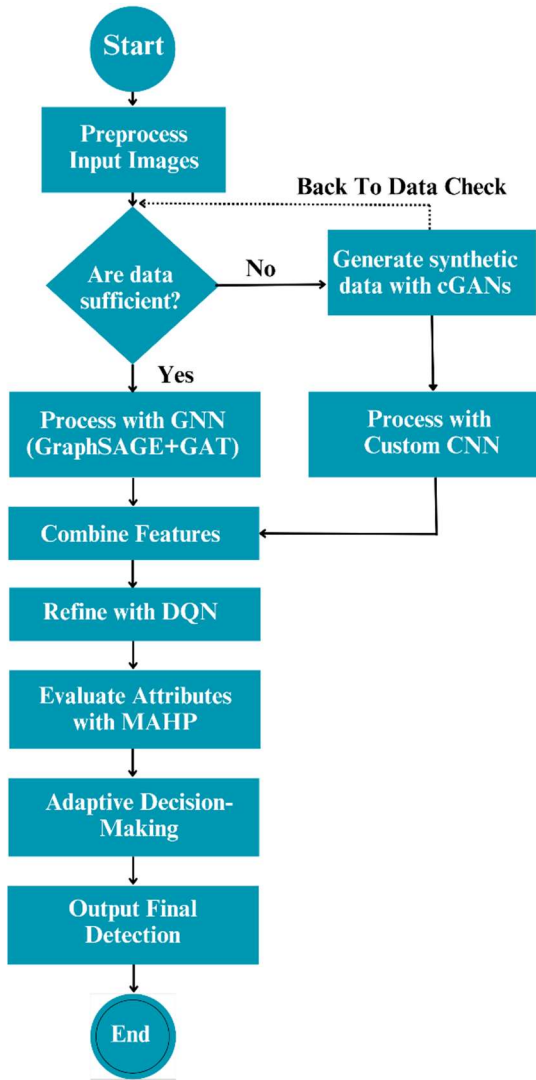 Start
Preprocess
Input Images
Back To Data Check
Are data
sufficient?
No
Generate synthetic
data with cGANs
Yes
Process with GNN
(GraphSAGE+GAT)
Process with
Custom CNN
Combine Features
Refine with DQN
Evaluate Attributes
with MAHP
Adaptive Decision-
Making
Output Final
Detection
End